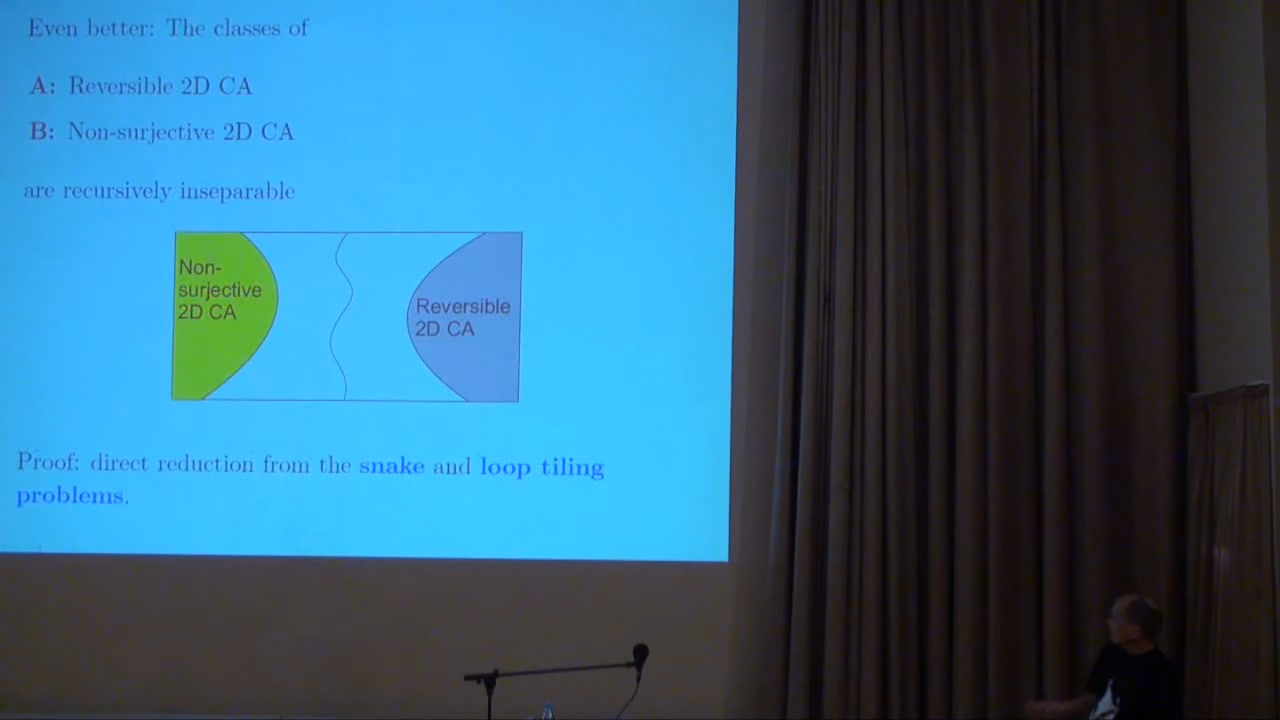 Even better: The classes of
A: Reversible 2D CA
B: Non-surjective 2D CA
are recursively inseparable
Non-
surjective
2D CA
Reversible
2D CA
Proof: direct reduction from the snake and loop tiling
problems.